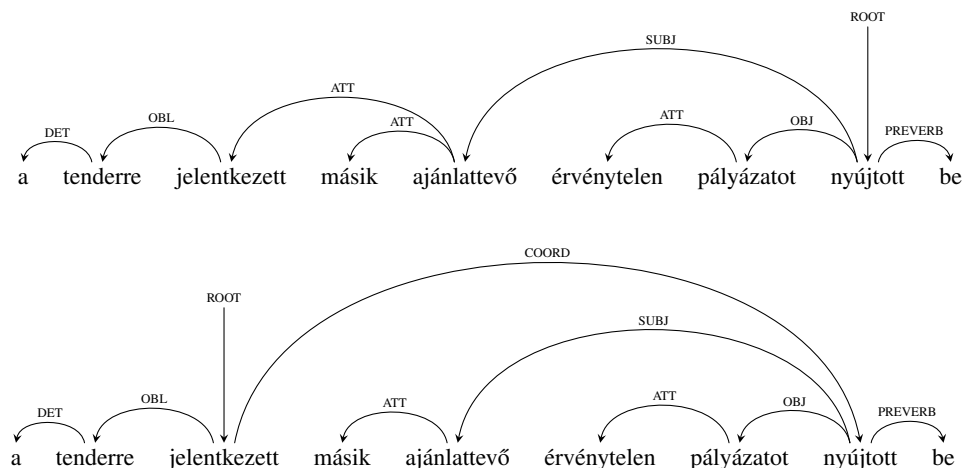 ROOT
SUBJ
ATT
DET OBL ATT ATT OBJ PREVERB
a tenderre jelentkezett másik ajánlattevő érvénytelen pályázatot nyújtott be
COORD
ROOT
SUBJ
DET OBL ATT ATT OBJ PREVERB
a tenderre jelentkezett másik ajánlattevő érvénytelen pályázatot nyújtott be